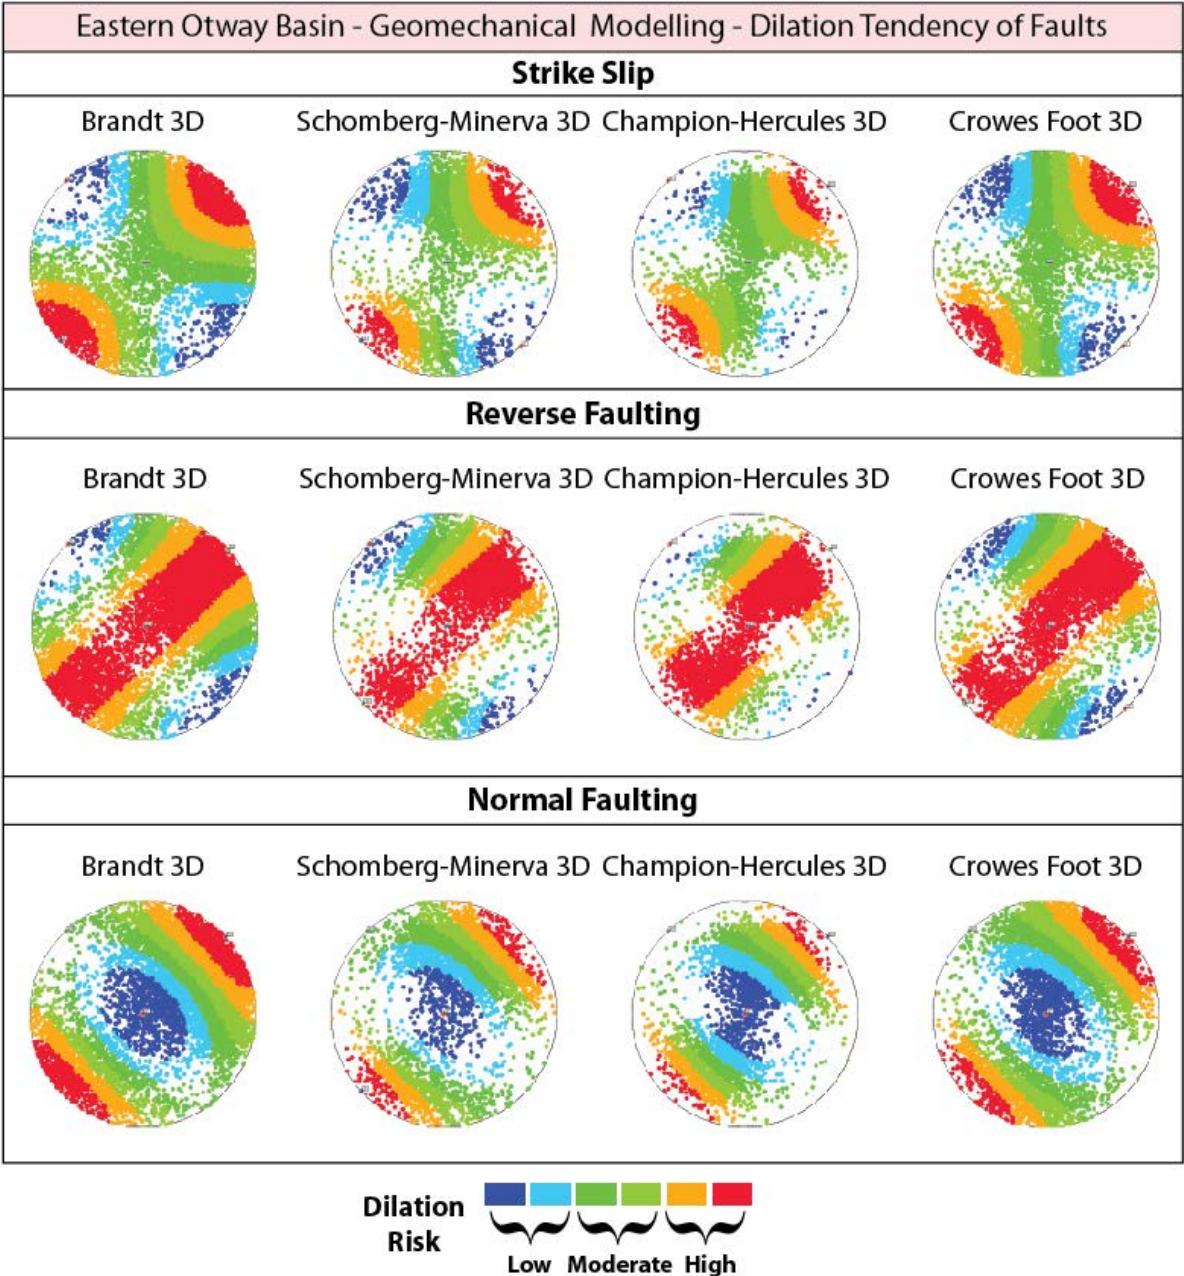 Eastern Otway Basin - Geomechanical Modelling - Dilation Tendency of Faults
Strike Slip
Brandt 3D Schomberg-Minerva 3D Champion-Hercules 3D Crowes Foot 3D
Reverse Faulting
Brandt 3D Schomberg-Minerva 3D Champion-Hercules 3D Crowes Foot 3D
Normal Faulting
Brandt 3D Schomberg-Minerva 3D Champion-Hercules 3D Crowes Foot 3D
Dilation
Risk
Low Moderate High